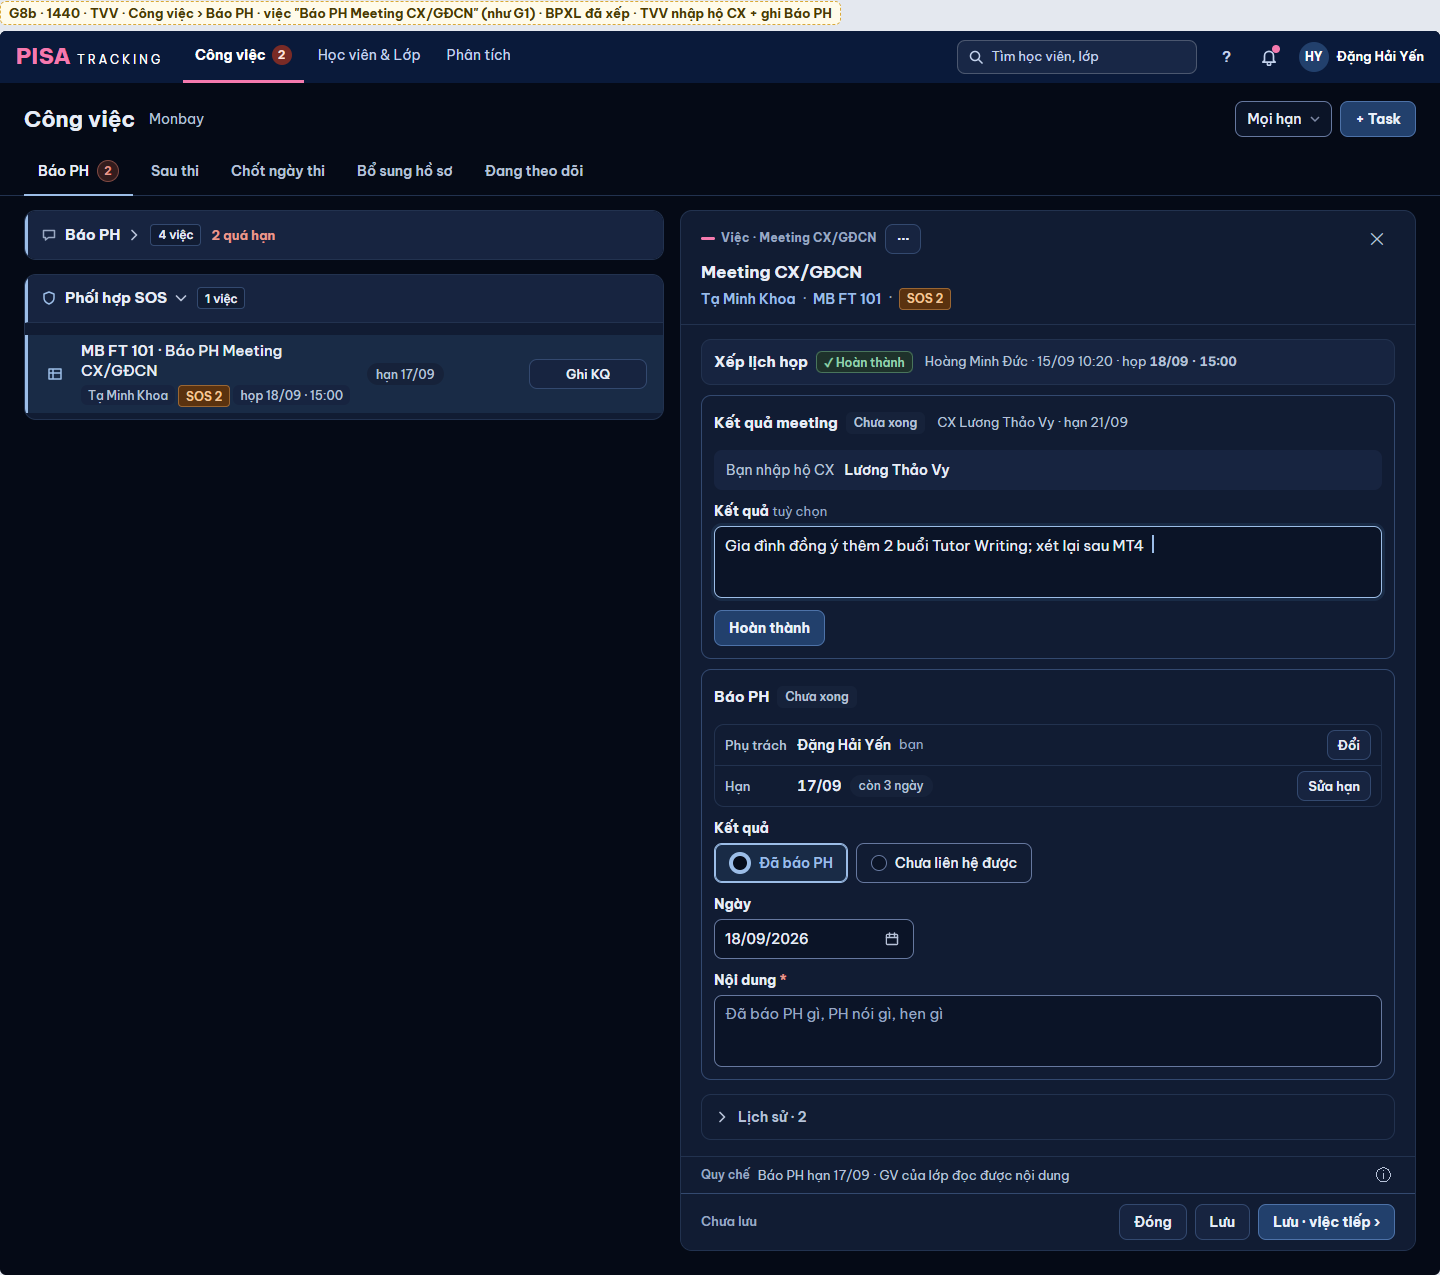 G8b · 1440 · TVV · Công việc › Báo PH · việc "Báo PH Meeting CX/GĐCN" (như G1) · BPXL đã xếp · TVV nhập hộ CX + ghi Báo PH
PISA TRACKING
Công việc 2
Học viên & Lớp
Phân tích
Tìm học viên, lớp
?
HY
Đặng Hải Yến
Công việc
Monbay
Mọi hạn
+ Task
Báo PH 2
Sau thi
Chốt ngày thi
Bổ sung hồ sơ
Đang theo dõi
Báo PH
4 việc
2 quá hạn
Phối hợp SOS
1 việc
MB FT 101 · Báo PH Meeting
CX/GĐCN
Tạ Minh Khoa
SOS 2
họp 18/09 · 15:00
hạn 17/09
Ghi KQ
Việc · Meeting CX/GĐCN
···
Meeting CX/GĐCN
Tạ Minh Khoa · MB FT 101 · SOS 2
Xếp lịch họp
✓ Hoàn thành
Hoàng Minh Đức · 15/09 10:20 · họp 18/09 · 15:00
Kết quả meeting
Chưa xong
CX Lương Thảo Vy · hạn 21/09
Bạn nhập hộ CX Lương Thảo Vy
Kết quả tuỳ chọn
Gia đình đồng ý thêm 2 buổi Tutor Writing; xét lại sau MT4
Hoàn thành
Báo PH
Chưa xong
Phụ trách
Đặng Hải Yến bạn
Đổi
Hạn
17/09
còn 3 ngày
Sửa hạn
Kết quả
Đã báo PH
Chưa liên hệ được
Ngày
18/09/2026
Nội dung *
Đã báo PH gì, PH nói gì, hẹn gì
Lịch sử · 2
Quy chế Báo PH hạn 17/09 · GV của lớp đọc được nội dung
Chưa lưu
Đóng
Lưu
Lưu · việc tiếp ›